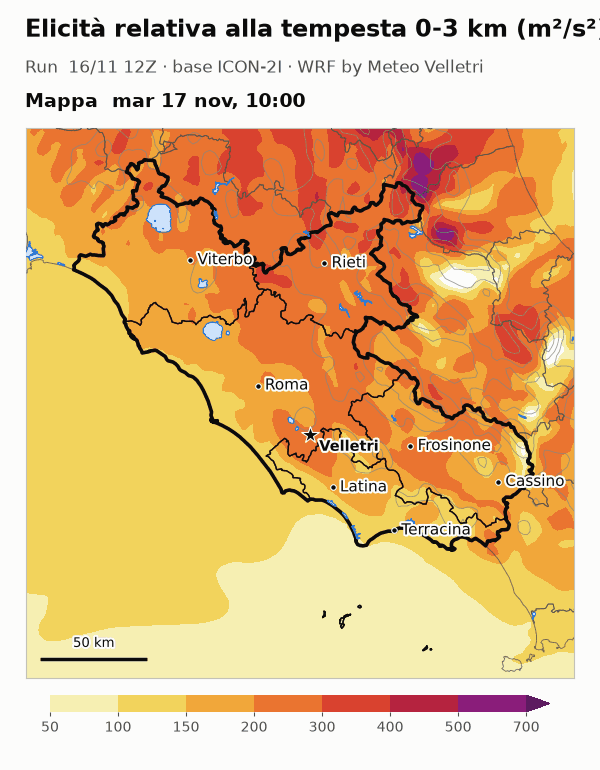 Elicità relativa alla tempesta 0-3 km (m²/s²)
Run 16/11 12Z · base ICON-2I · WRF by Meteo Velletri
Mappa mar 17 nov, 10:00
Viterbo
Rieti
Roma
Velletri
Frosinone
Cassino
Latina
Terracina
50 km
50 100 150 200 300 400 500 700